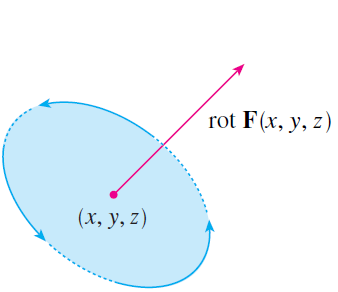 rot F(x, y, z)
(x, y, z)